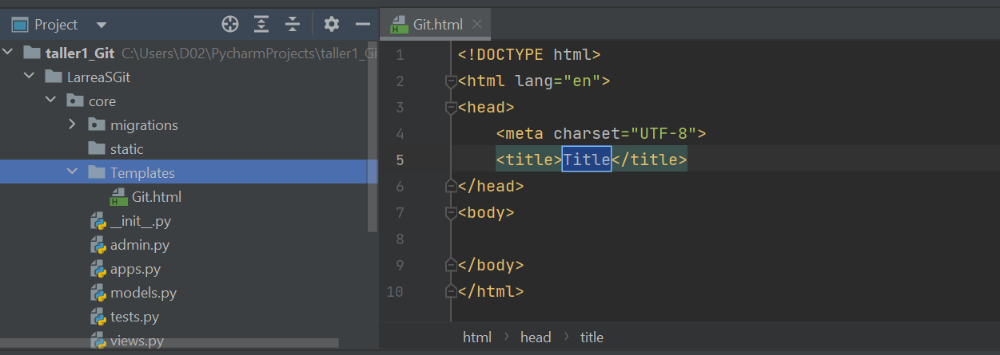 Project
Git.html
taller1_Git C:\Users\D02\PycharmProjects\taller1_Gi
LarreaSGit
core
migrations
static
Templates
H Git.html
__init__.py
admin.py
apps.py
models.py
tests.py
views.py
1 <!DOCTYPE html>
2 <html lang="en">
3 <head>
4 <meta charset="UTF-8">
5 <title>Title</title>
6 </head>
7 <body>
8
9 </body>
10 </html>
html › head › title